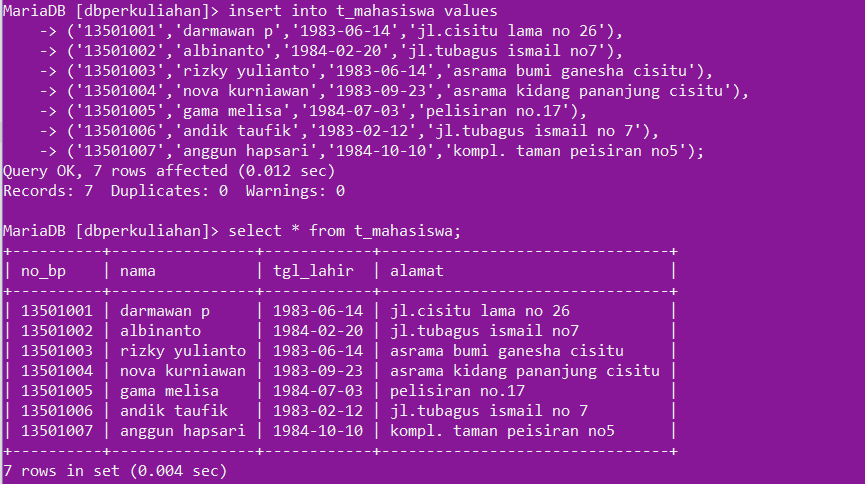 MariaDB [dbperkuliahan]> insert into t_mahasiswa values
    -> ('13501001','darmawan p','1983-06-14','jl.cisitu lama no 26'),
    -> ('13501002','albinanto','1984-02-20','jl.tubagus ismail no7'),
    -> ('13501003','rizky yulianto','1983-06-14','asrama bumi ganesha cisitu'),
    -> ('13501004','nova kurniawan','1983-09-23','asrama kidang pananjung cisitu'),
    -> ('13501005','gama melisa','1984-07-03','pelisiran no.17'),
    -> ('13501006','andik taufik','1983-02-12','jl.tubagus ismail no 7'),
    -> ('13501007','anggun hapsari','1984-10-10','kompl. taman peisiran no5');
Query OK, 7 rows affected (0.012 sec)
Records: 7  Duplicates: 0  Warnings: 0
MariaDB [dbperkuliahan]> select * from t_mahasiswa;
+----------+----------------+------------+--------------------------------+
| no_bp    | nama           | tgl_lahir  | alamat                         |
+----------+----------------+------------+--------------------------------+
| 13501001 | darmawan p     | 1983-06-14 | jl.cisitu lama no 26           |
| 13501002 | albinanto      | 1984-02-20 | jl.tubagus ismail no7          |
| 13501003 | rizky yulianto | 1983-06-14 | asrama bumi ganesha cisitu     |
| 13501004 | nova kurniawan | 1983-09-23 | asrama kidang pananjung cisitu |
| 13501005 | gama melisa    | 1984-07-03 | pelisiran no.17                |
| 13501006 | andik taufik   | 1983-02-12 | jl.tubagus ismail no 7         |
| 13501007 | anggun hapsari | 1984-10-10 | kompl. taman peisiran no5      |
+----------+----------------+------------+--------------------------------+
7 rows in set (0.004 sec)